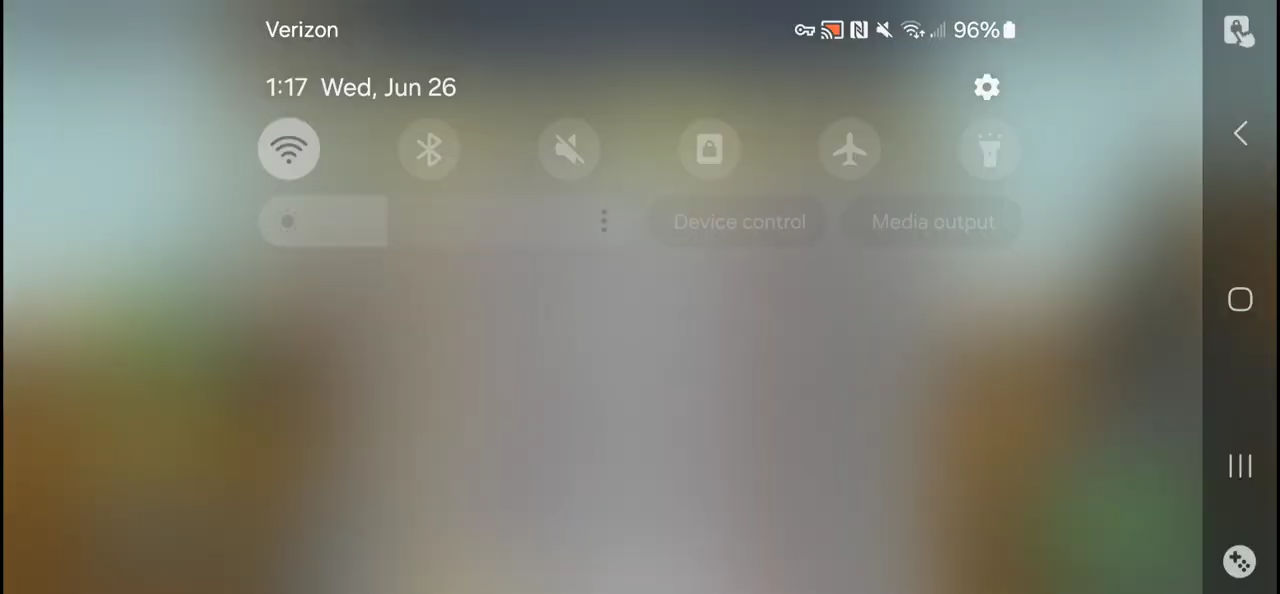 Verizon
96%
1:17 Wed, Jun 26
Device control
Media output